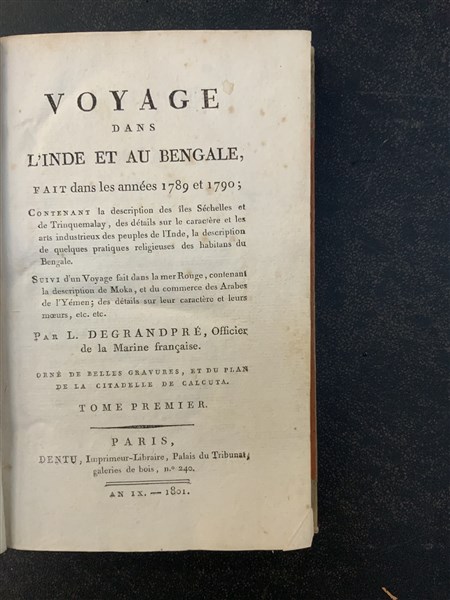 VOYAGE
DANS
L'INDE ET AU BENGALE,
FAIT dans les années 1789 et 1790;
CONTENANT la description des îles Séchelles et
de Trinquemalay, des détails sur le caractère et les
arts industrieux des peuples de l'Inde, la description
de quelques pratiques religieuses des habitans du
Bengale.
SUIVI d'un Voyage fait dans la mer Rouge, contenant
la description de Moka, et du commerce des Arabes
de l'Yémen; des détails sur leur caractère et leurs
mœurs, etc. etc.
PAR L. DEGRANDPRÉ, Officier
de la Marine française.
ORNÉ DE BELLES GRAVURES, ET DU PLAN
DE LA CITADELLE DE CALCUTA.
TOME PREMIER.
PARIS,
DENTU, Imprimeur-Libraire, Palais du Tribunat,
galeries de bois, n.º 240.
AN IX. — 1801.